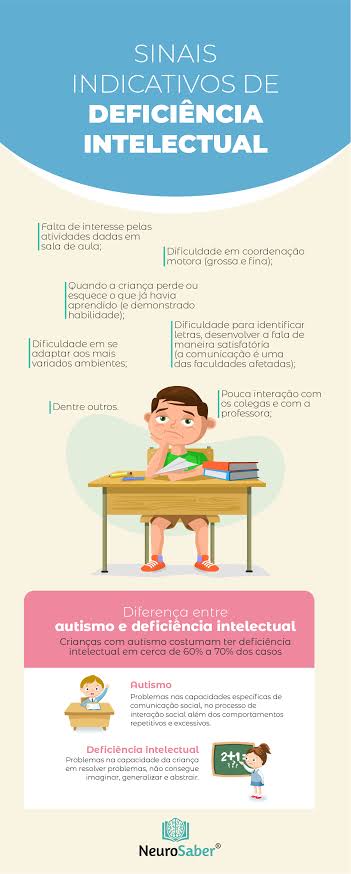 SINAIS
INDICATIVOS DE
DEFICIÊNCIA
INTELECTUAL
Falta de interesse pelas
atividades dadas em
sala de aula;
Dificuldade em coordenação
motora (grossa e fina);
Quando a criança perde ou
esquece o que já havia
aprendido (e demonstrado
habilidade);
Dificuldade para identificar
letras, desenvolver a fala de
maneira satisfatória
(a comunicação é uma
das faculdades afetadas);
Dificuldade em se
adaptar aos mais
variados ambientes;
Pouca interação com
os colegas e com a
professora;
Dentre outros.
Diferença entre
autismo e deficiência intelectual
Crianças com autismo costumam ter deficiência
intelectual em cerca de 60% a 70% dos casos
Autismo
Problemas nas capacidades específicas de
comunicação social, no processo de
interação social além dos comportamentos
repetitivos e excessivos.
Deficiência intelectual
Problemas na capacidade da criança
em resolver problemas, não consegue
imaginar, generalizar e abstrair.
2+1=
NeuroSaber®